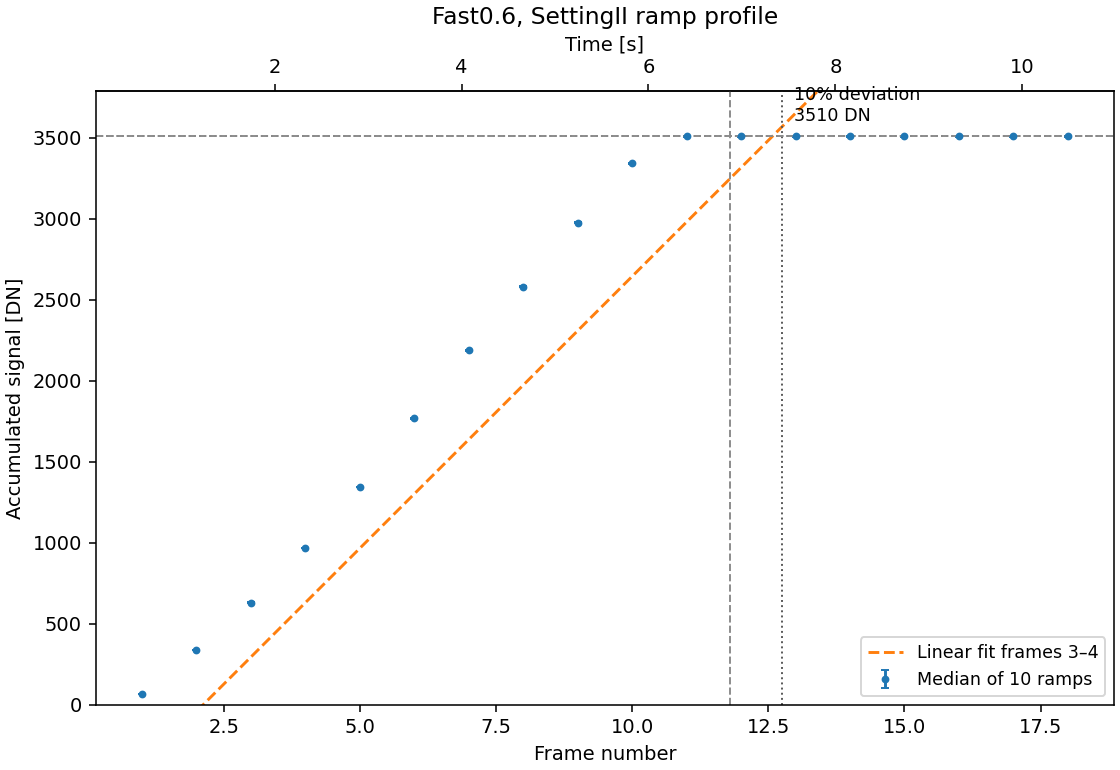 Fast0.6, SettingII ramp profile
Time [s]
2 4 6 8 10
10% deviation
3510 DN
3500
3000
2500
2000
1500
1000
500
0
Accumulated signal [DN]
Linear fit frames 3–4
Median of 10 ramps
2.5 5.0 7.5 10.0 12.5 15.0 17.5
Frame number